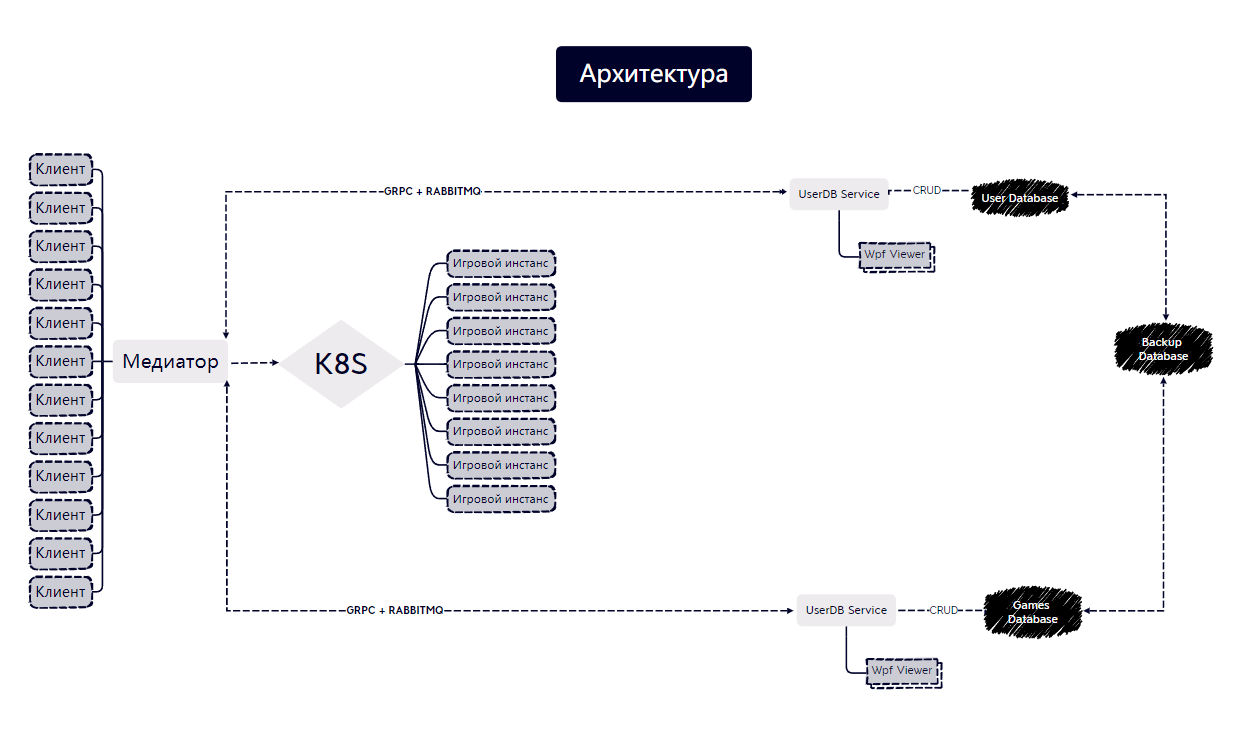 Архитектура
Клиент
Клиент
Клиент
Клиент
Клиент
Клиент
Клиент
Клиент
Клиент
Клиент
Клиент
Клиент
Медиатор
K8S
Игровой инстанс
Игровой инстанс
Игровой инстанс
Игровой инстанс
Игровой инстанс
Игровой инстанс
Игровой инстанс
Игровой инстанс
GRPC + RABBITMQ
UserDB Service
CRUD
User Database
Wpf Viewer
Backup
Database
GRPC + RABBITMQ
UserDB Service
CRUD
Games
Database
Wpf Viewer